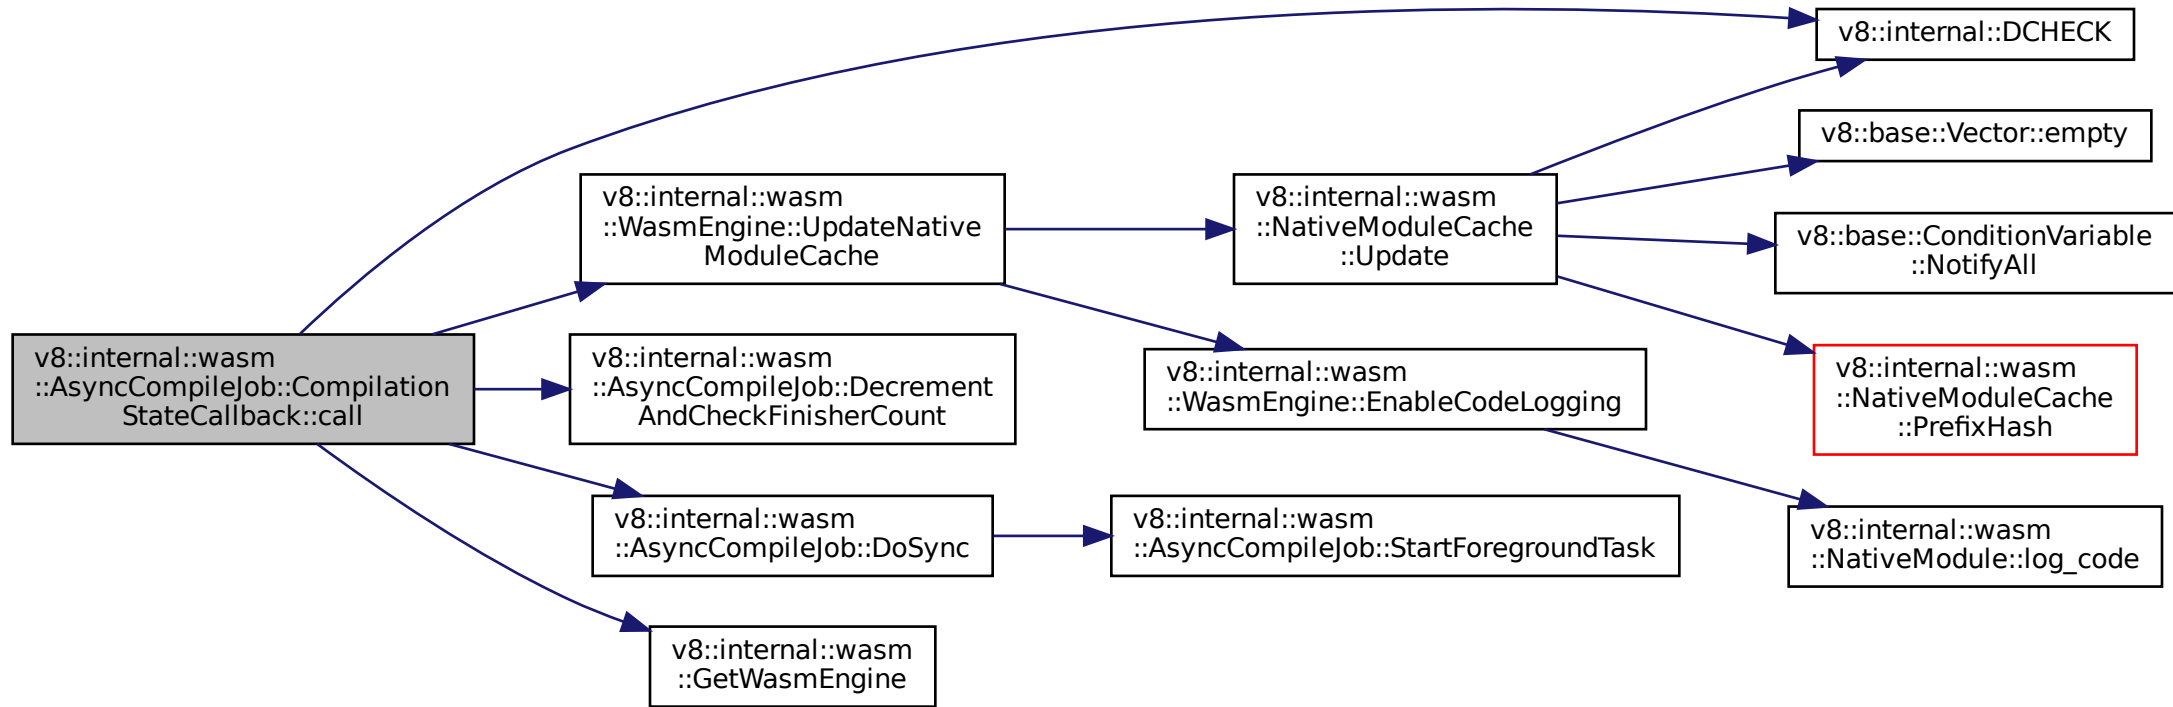 v8::internal::wasm
::AsyncCompileJob::Compilation
StateCallback::call
v8::internal::DCHECK
v8::internal::wasm
::WasmEngine::UpdateNative
ModuleCache
v8::internal::wasm
::NativeModuleCache
::Update
v8::base::Vector::empty
v8::base::ConditionVariable
::NotifyAll
v8::internal::wasm
::NativeModuleCache
::PrefixHash
v8::internal::wasm
::WasmEngine::EnableCodeLogging
v8::internal::wasm
::NativeModule::log_code
v8::internal::wasm
::AsyncCompileJob::Decrement
AndCheckFinisherCount
v8::internal::wasm
::AsyncCompileJob::DoSync
v8::internal::wasm
::AsyncCompileJob::StartForegroundTask
v8::internal::wasm
::GetWasmEngine